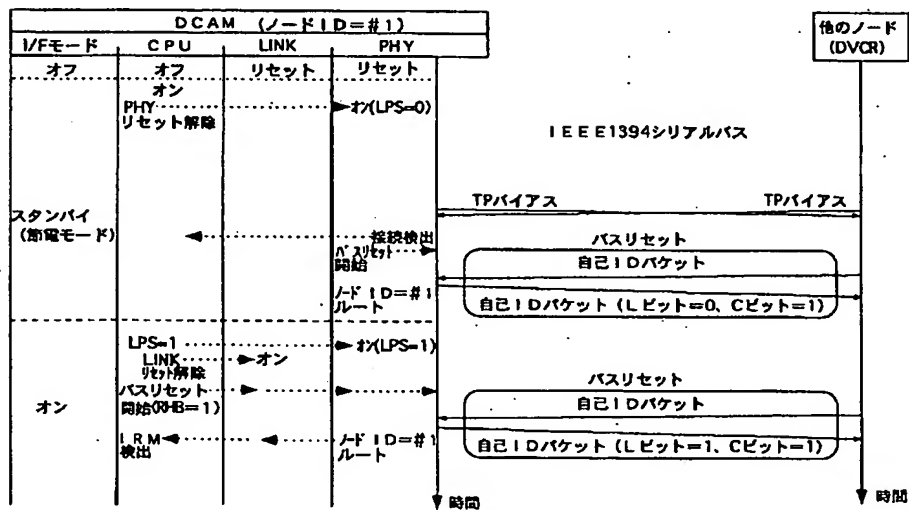 DCAM (ノードID=#1)
他のノード
(DVCR)
I/Fモード CPU LINK PHY
オフ オフ リセット リセット
オン
PHY オン(LPS=0)
リセット解除
IEEE1394シリアルバス
TPバイアス TPバイアス
スタンバイ
(節電モード)
接続検出
バスリセット
バスリセット
開始
自己IDパケット
ノード ID=#1
ルート
自己IDパケット (Lビット=0、Cビット=1)
LPS=1 オン(LPS=1)
LINK オン
リセット解除
バスリセット
バスリセット
オン
開始(RHB=1)
自己IDパケット
IRM
検出
ノード ID=#1
ルート
自己IDパケット (Lビット=1、Cビット=1)
時間 時間